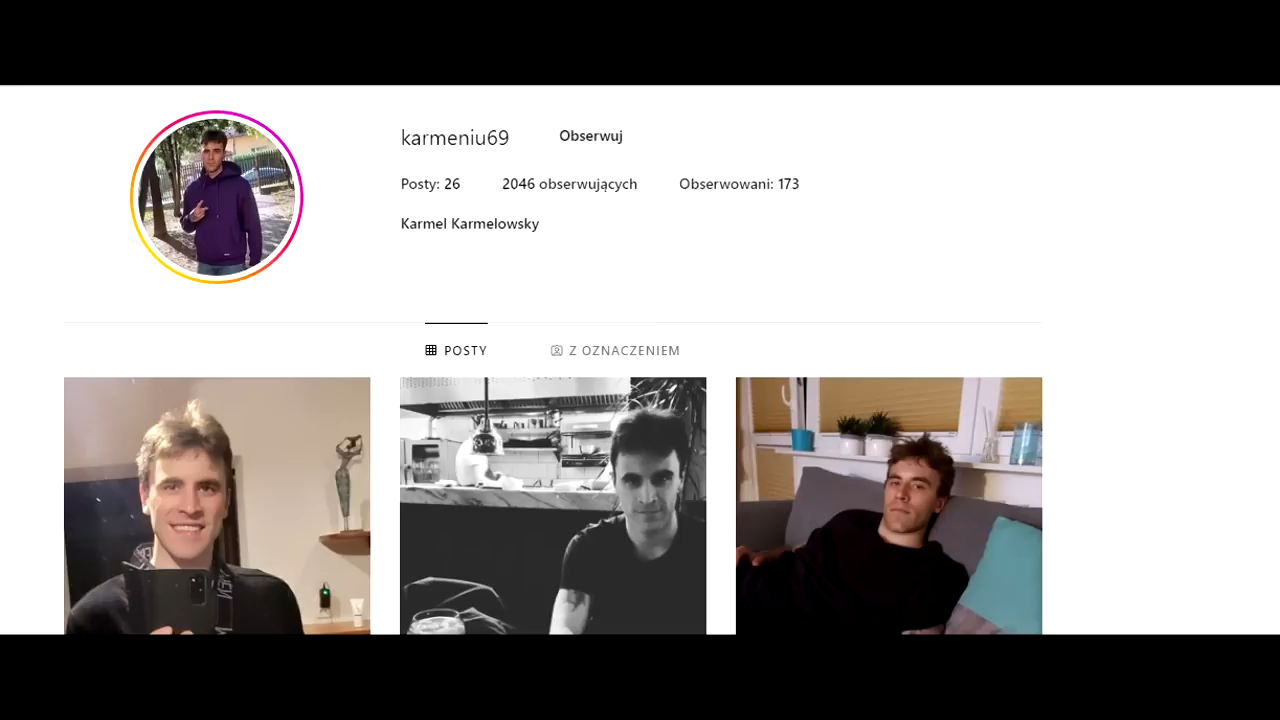 karmeniu69 Obserwuj
Posty: 26 2046 obserwujących Obserwowani: 173
Karmel Karmelowsky
POSTY Z OZNACZENIEM